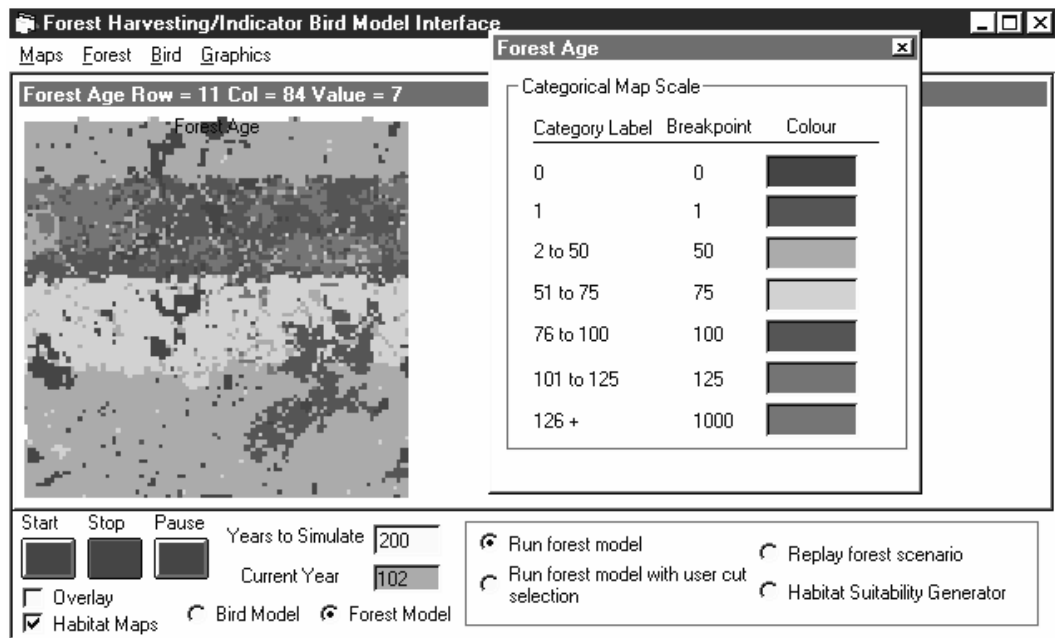 Forest Harvesting/Indicator Bird Model Interface
Maps Forest Bird Graphics
Forest Age Row = 11 Col = 84 Value = 7
Forest Age
Forest Age
Categorical Map Scale
Category Label Breakpoint Colour
0 0
1 1
2 to 50 50
51 to 75 75
76 to 100 100
101 to 125 125
126 + 1000
Start Stop Pause
Years to Simulate 200
Current Year 102
Overlay
Habitat Maps
Bird Model Forest Model
Run forest model
Run forest model with user cut
selection
Replay forest scenario
Habitat Suitability Generator